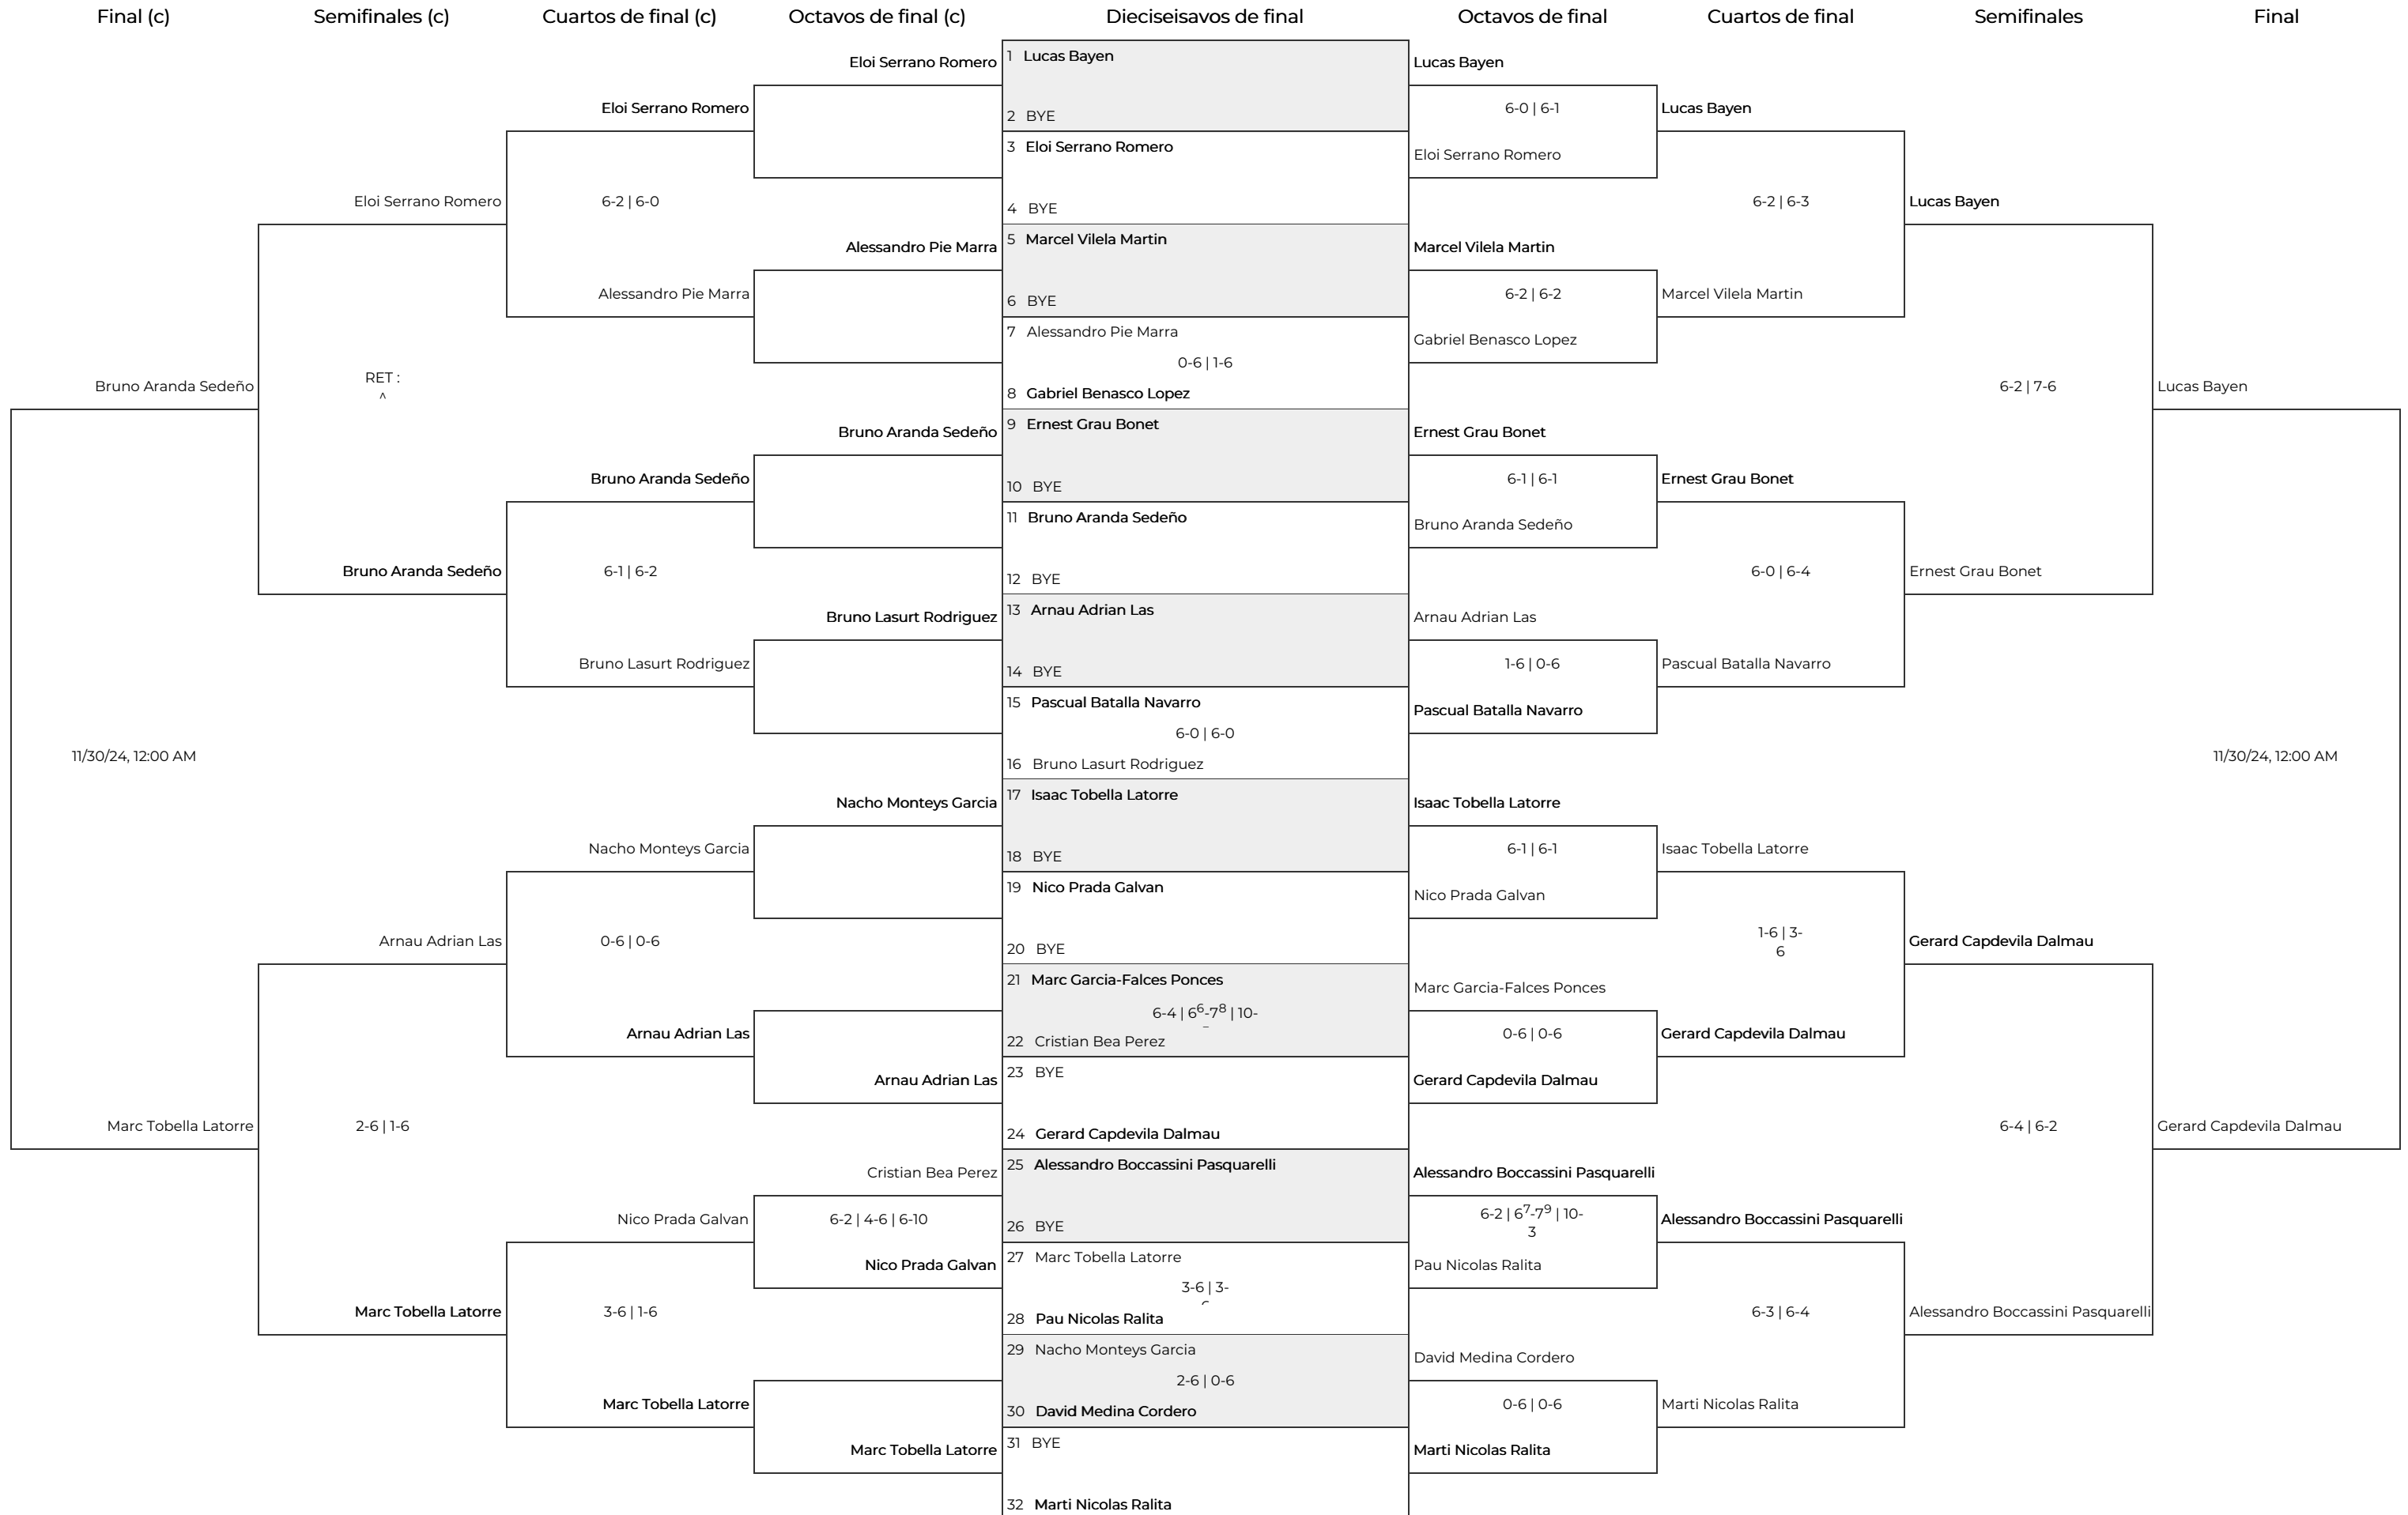 Final (c)
Semifinales (c)
Cuartos de final (c)
Octavos de final (c)
Dieciseisavos de final
Octavos de final
Cuartos de final
Semifinales
Final
Bruno Aranda Sedeño
11/30/24, 12:00 AM
Marc Tobella Latorre
Eloi Serrano Romero
RET :
^
Bruno Aranda Sedeño
Arnau Adrian Las
2-6 | 1-6
Marc Tobella Latorre
Eloi Serrano Romero
6-2 | 6-0
Alessandro Pie Marra
Bruno Aranda Sedeño
6-1 | 6-2
Bruno Lasurt Rodriguez
Nacho Monteys Garcia
0-6 | 0-6
Arnau Adrian Las
Nico Prada Galvan
3-6 | 1-6
Marc Tobella Latorre
Eloi Serrano Romero
Alessandro Pie Marra
Bruno Aranda Sedeño
Bruno Lasurt Rodriguez
Nacho Monteys Garcia
Arnau Adrian Las
Cristian Bea Perez
6-2 | 4-6 | 6-10
Nico Prada Galvan
Marc Tobella Latorre
1 Lucas Bayen
2 BYE
3 Eloi Serrano Romero
4 BYE
5 Marcel Vilela Martin
6 BYE
7 Alessandro Pie Marra
0-6 | 1-6
8 Gabriel Benasco Lopez
9 Ernest Grau Bonet
10 BYE
11 Bruno Aranda Sedeño
12 BYE
13 Arnau Adrian Las
14 BYE
15 Pascual Batalla Navarro
6-0 | 6-0
16 Bruno Lasurt Rodriguez
17 Isaac Tobella Latorre
18 BYE
19 Nico Prada Galvan
20 BYE
21 Marc Garcia-Falces Ponces
6-4 | 6⁶-7⁸ | 10-
22 Cristian Bea Perez
23 BYE
24 Gerard Capdevila Dalmau
25 Alessandro Boccassini Pasquarelli
26 BYE
27 Marc Tobella Latorre
3-6 | 3-
28 Pau Nicolas Ralita
29 Nacho Monteys Garcia
2-6 | 0-6
30 David Medina Cordero
31 BYE
32 Marti Nicolas Ralita
Lucas Bayen
6-0 | 6-1
Eloi Serrano Romero
Marcel Vilela Martin
6-2 | 6-2
Gabriel Benasco Lopez
Ernest Grau Bonet
6-1 | 6-1
Bruno Aranda Sedeño
Arnau Adrian Las
1-6 | 0-6
Pascual Batalla Navarro
Isaac Tobella Latorre
6-1 | 6-1
Nico Prada Galvan
Marc Garcia-Falces Ponces
0-6 | 0-6
Gerard Capdevila Dalmau
Alessandro Boccassini Pasquarelli
6-2 | 6⁷-7⁹ | 10-
3
Pau Nicolas Ralita
David Medina Cordero
0-6 | 0-6
Marti Nicolas Ralita
Lucas Bayen
6-2 | 6-3
Marcel Vilela Martin
Ernest Grau Bonet
6-0 | 6-4
Pascual Batalla Navarro
Isaac Tobella Latorre
1-6 | 3-
6
Gerard Capdevila Dalmau
Alessandro Boccassini Pasquarelli
6-3 | 6-4
Marti Nicolas Ralita
Lucas Bayen
6-2 | 7-6
Ernest Grau Bonet
Gerard Capdevila Dalmau
6-4 | 6-2
Alessandro Boccassini Pasquarelli
Lucas Bayen
11/30/24, 12:00 AM
Gerard Capdevila Dalmau